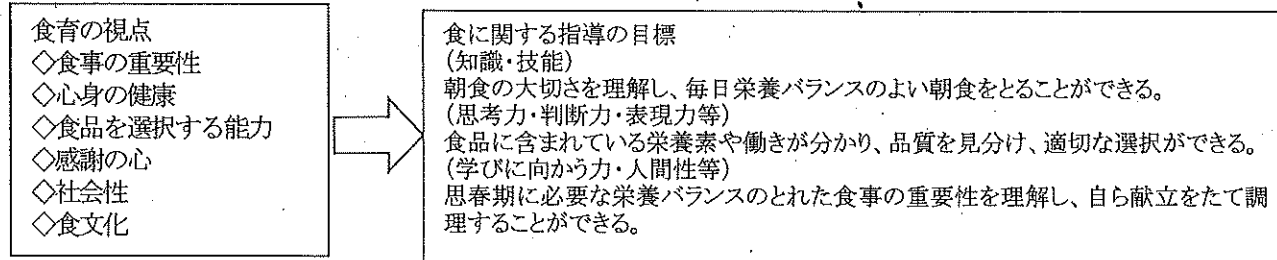 食育の視点
◇食事の重要性
◇心身の健康
◇食品を選択する能力
◇感謝の心
◇社会性
◇食文化
食に関する指導の目標
(知識・技能)
朝食の大切さを理解し、毎日栄養バランスのよい朝食をとることができる。
(思考力・判断力・表現力等)
食品に含まれている栄養素や働きが分かり、品質を見分け、適切な選択ができる。
(学びに向かう力・人間性等)
思春期に必要な栄養バランスのとれた食事の重要性を理解し、自ら献立をたて調
理することができる。